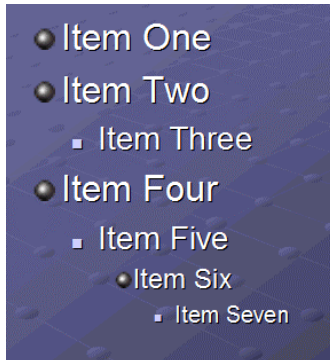 Item One
Item Two
Item Three
Item Four
Item Five
Item Six
Item Seven